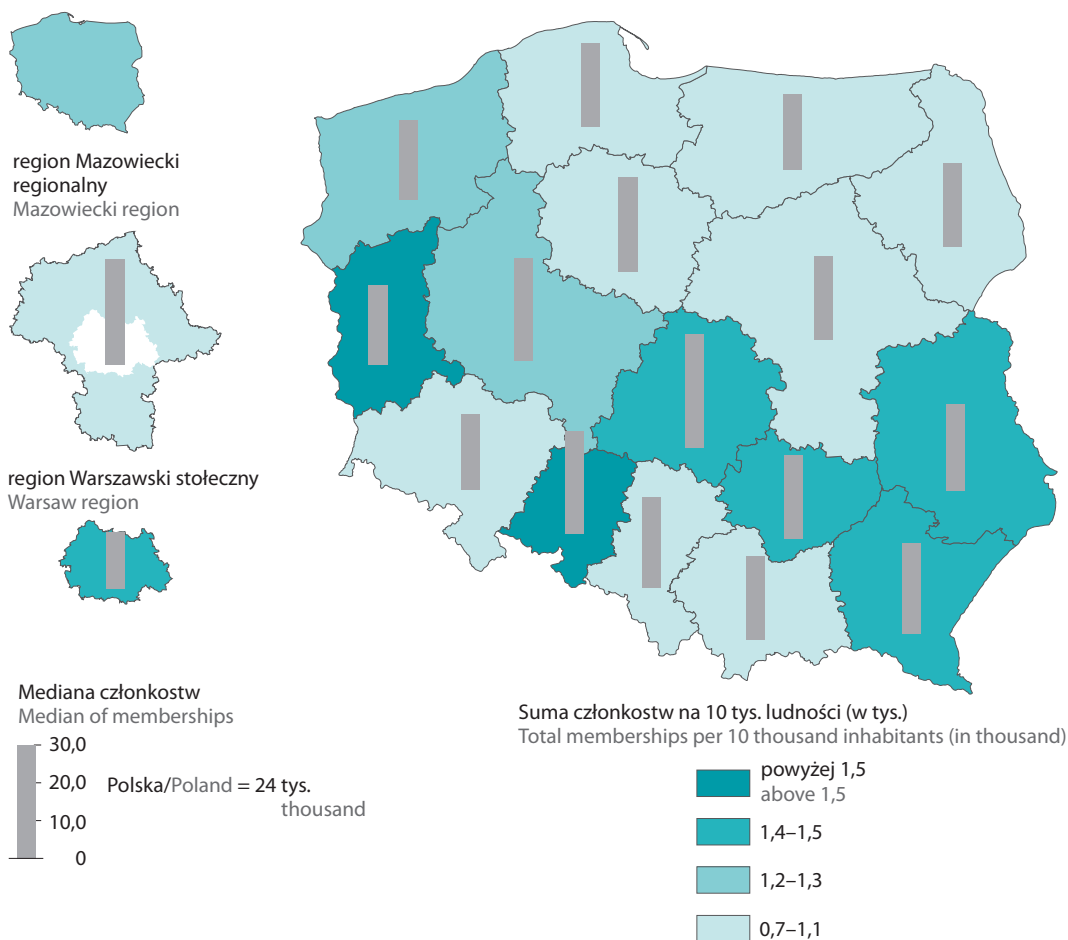 region Mazowiecki
regionalny
Mazowiecki region
region Warszawski stołeczny
Warsaw region
Mediana członkostw
Median of memberships
30,0
20,0
10,0
0
Polska/Poland = 24 tys.
thousand
Suma członkostw na 10 tys. ludności (w tys.)
Total memberships per 10 thousand inhabitants (in thousand)
powyżej 1,5
above 1,5
1,4–1,5
1,2–1,3
0,7–1,1